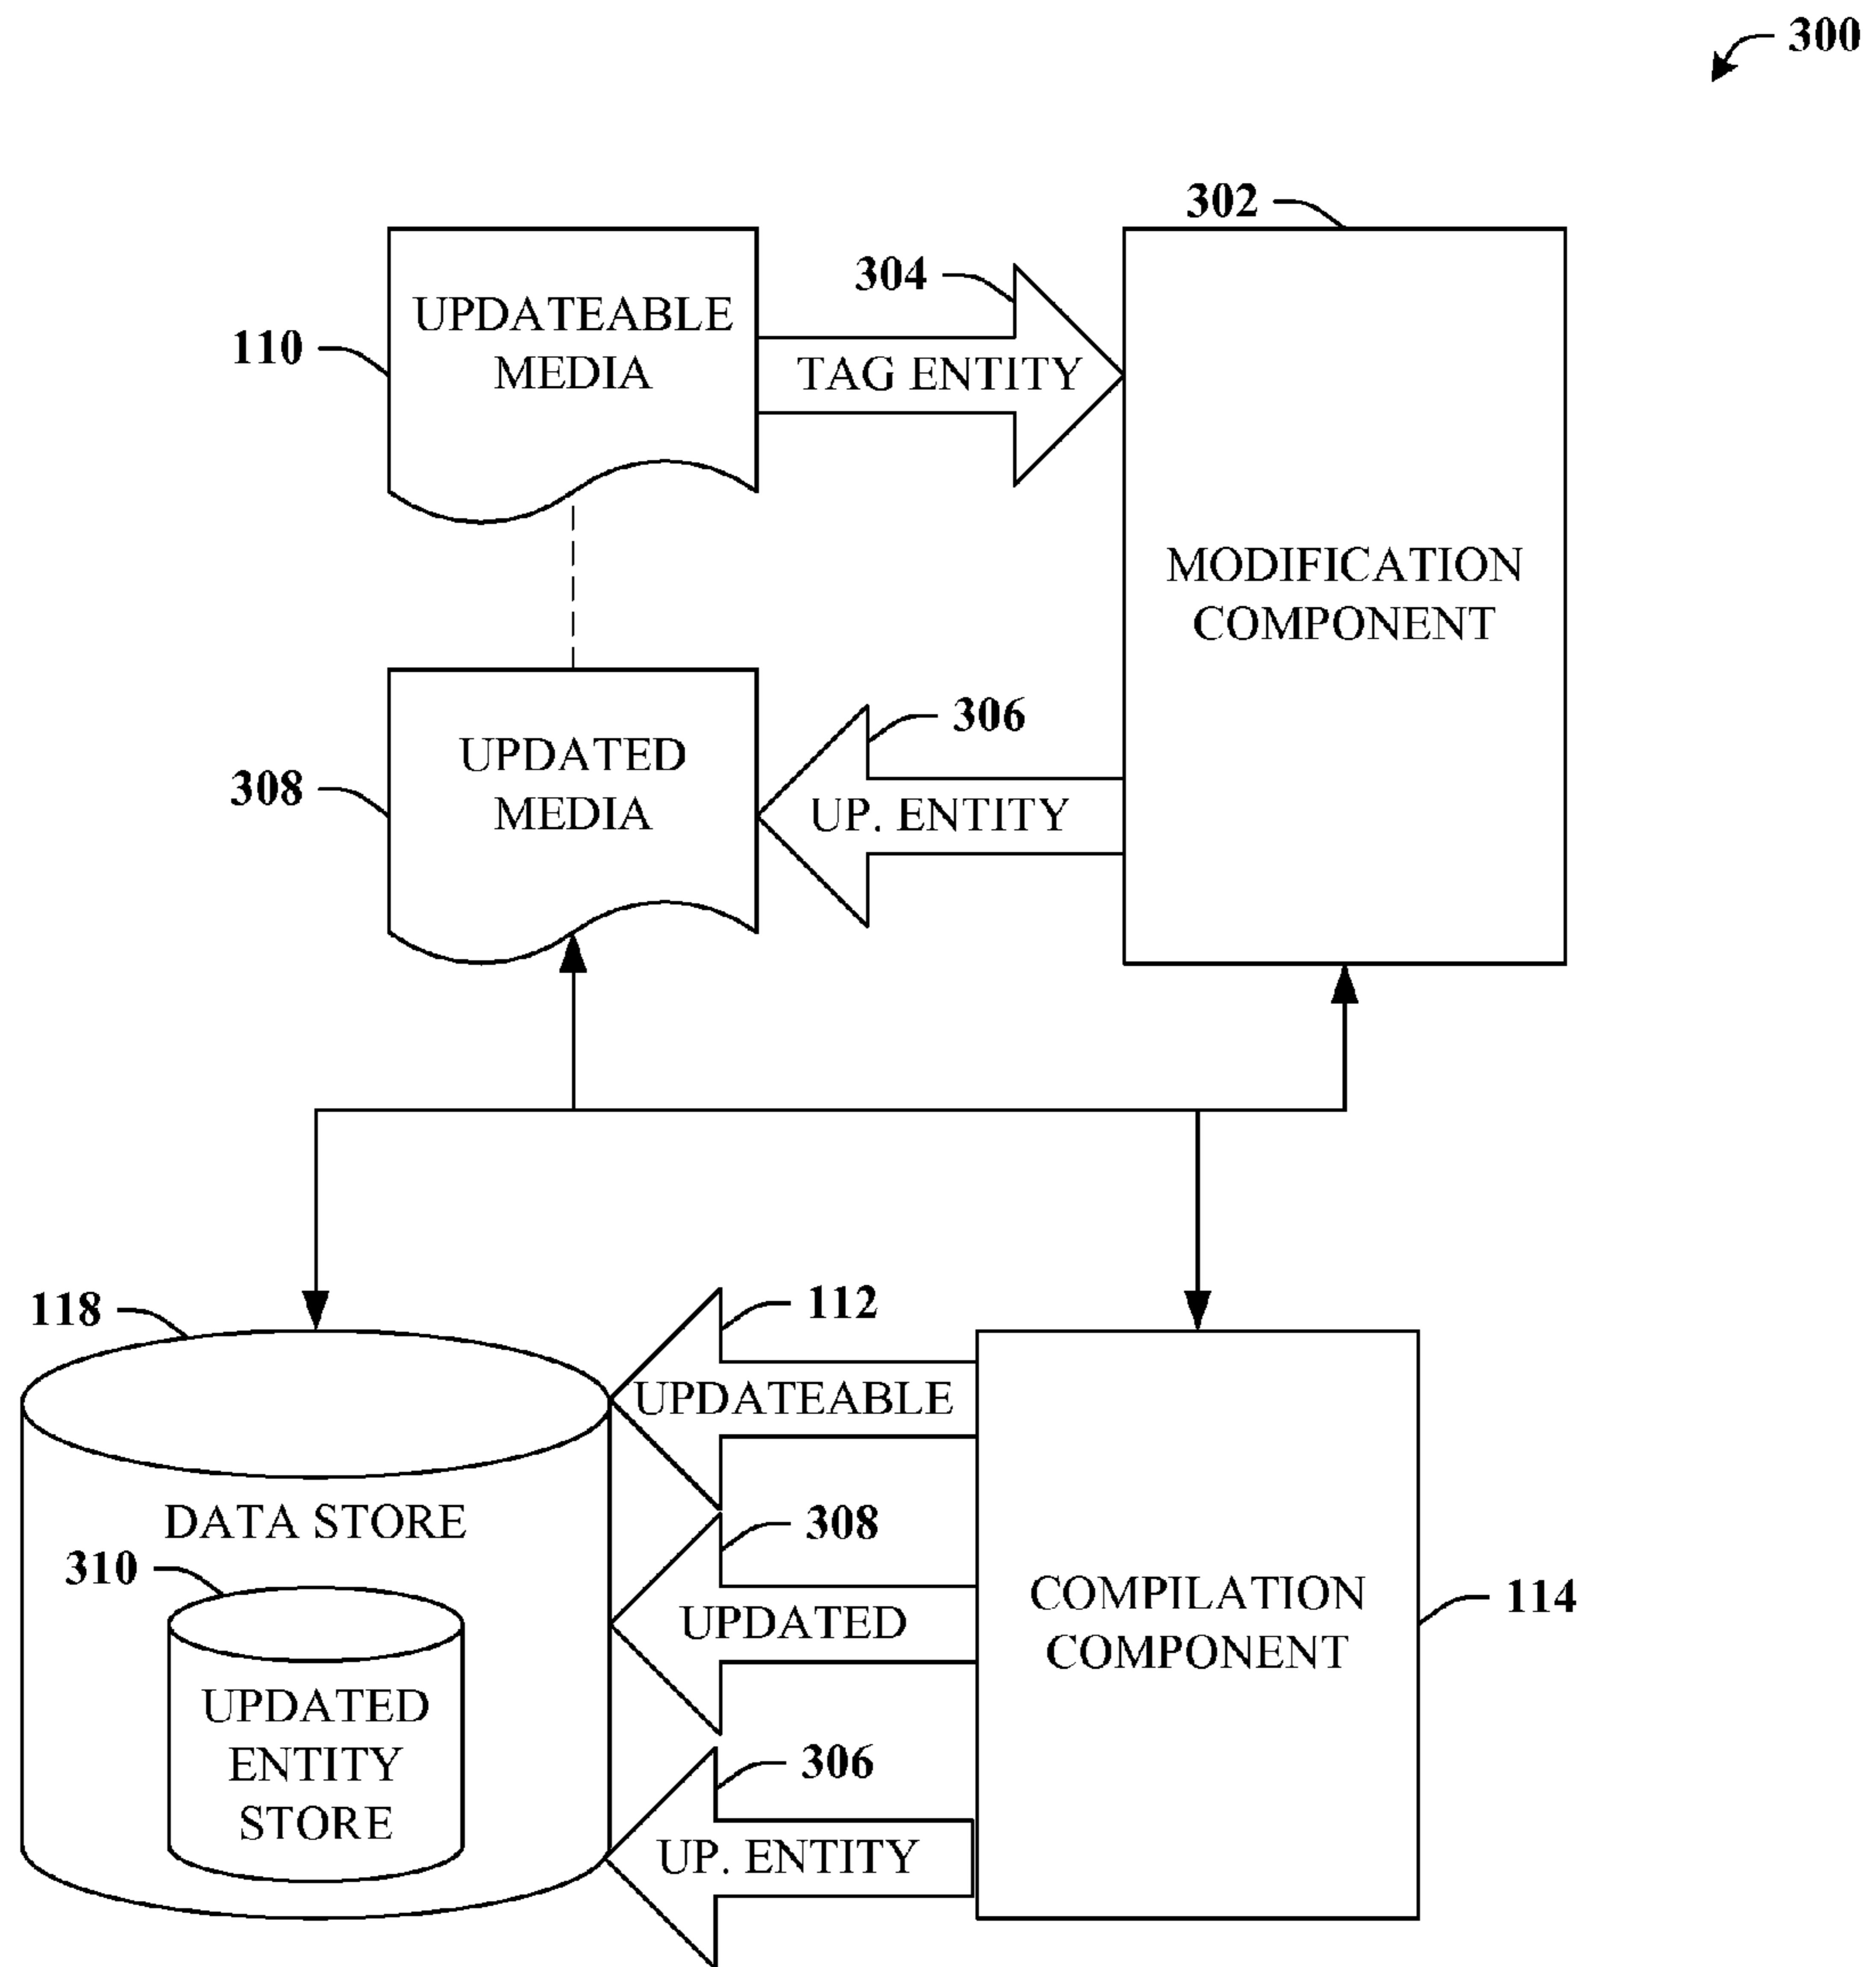 300
302
304
UPDATEABLE
MEDIA
110
TAG ENTITY
MODIFICATION
COMPONENT
306
UPDATED
MEDIA
308
UP. ENTITY
118
112
UPDATEABLE
DATA STORE
308
310
COMPILATION
COMPONENT
114
UPDATED
UPDATED
ENTITY
STORE
306
UP. ENTITY